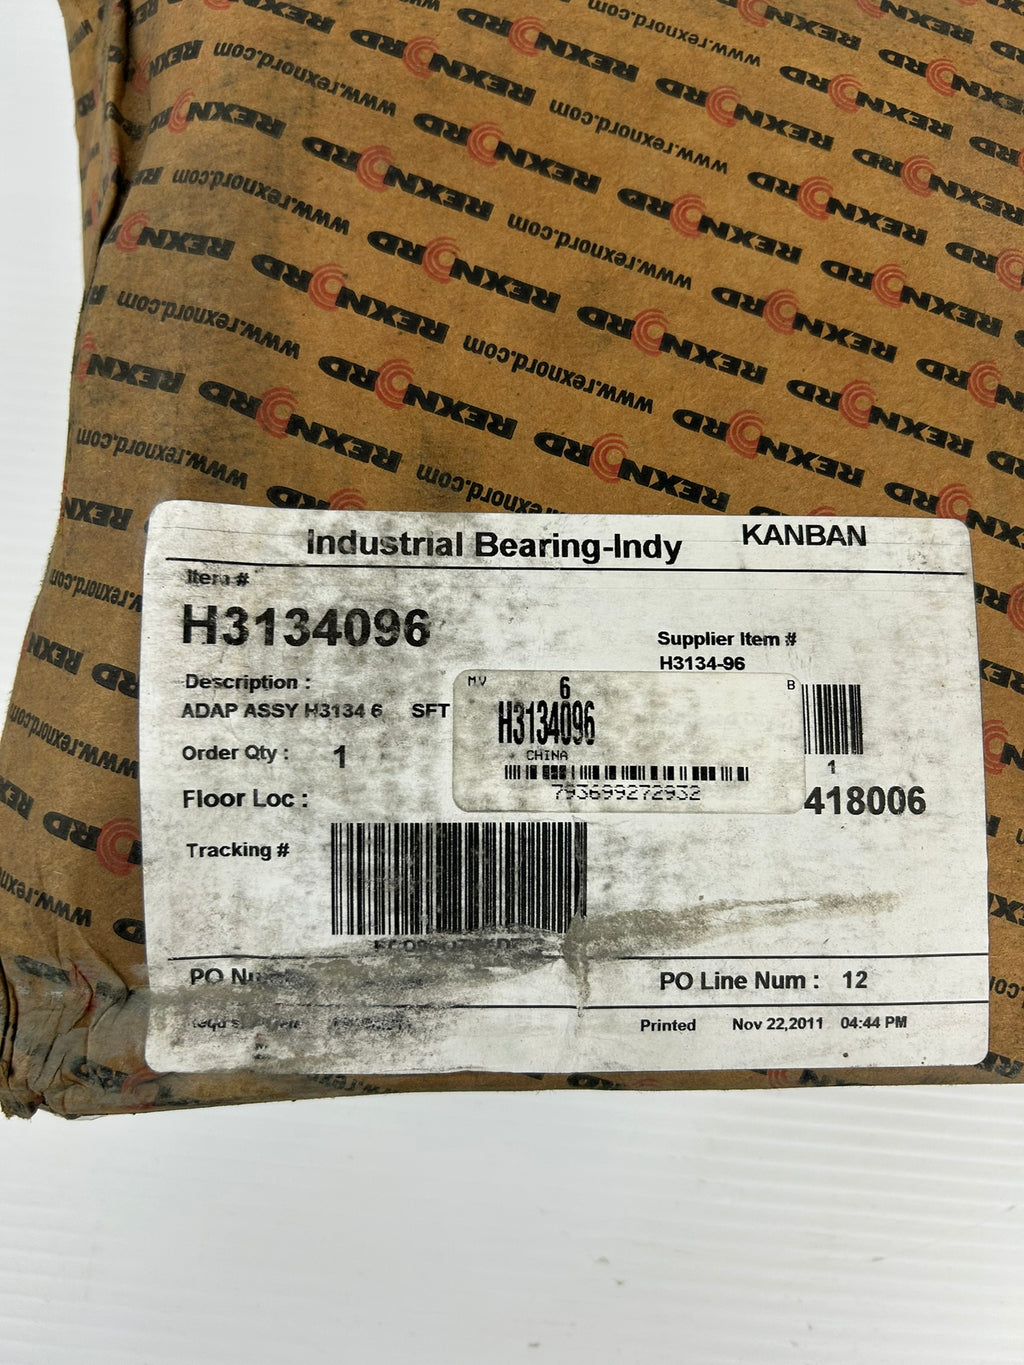 REXNORD www.rexnord.com
Industrial Bearing-Indy KANBAN
Item #
H3134096
Supplier Item #
H3134-96
Description :
ADAP ASSY H3134 6 SFT
MV 6 B
H3134096
CHINA
793699272932
Order Qty : 1
1
Floor Loc :
418006
Tracking #
PO Line Num : 12
Printed Nov 22,2011 04:44 PM